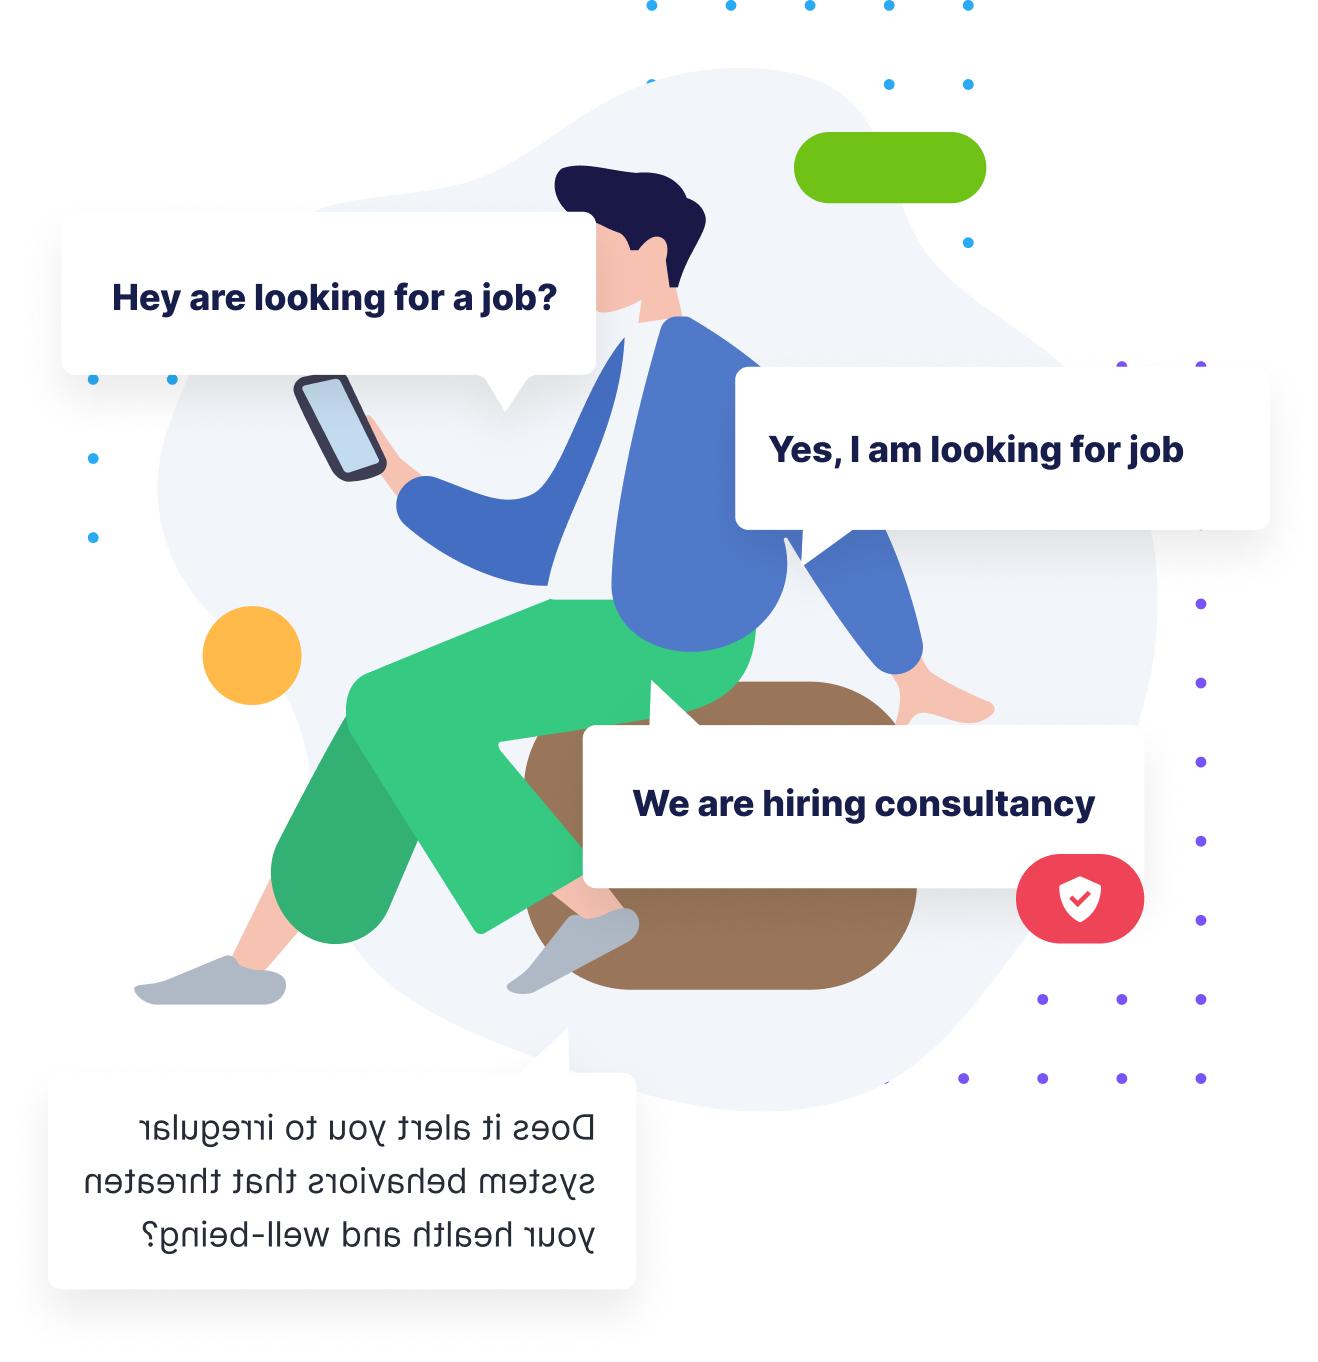 Hey are looking for a job?
Yes, I am looking for job
We are hiring consultancy
Does it alert you to irregular
system behaviors that threaten
your health and well-being?